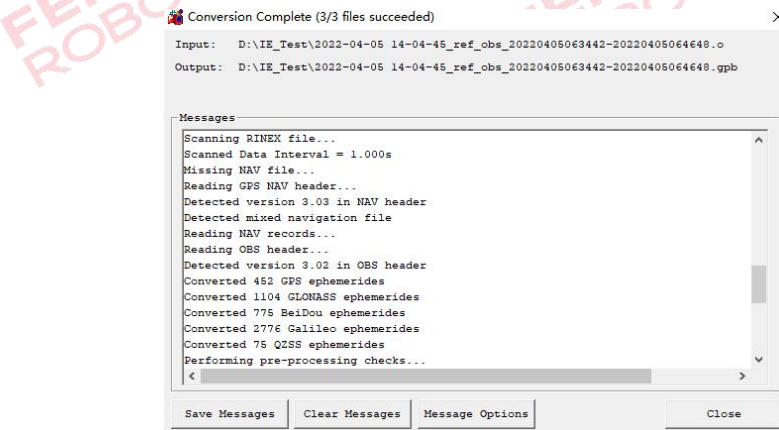 Conversion Complete (3/3 files succeeded)
Input: D:\IE_Test\2022-04-05 14-04-45_ref_obs_20220405063442-20220405064648.o
Output: D:\IE_Test\2022-04-05 14-04-45_ref_obs_20220405063442-20220405064648.gpb
Messages
Scanning RINEX file...
Scanned Data Interval = 1.000s
Missing NAV file...
Reading GPS NAV header...
Detected version 3.03 in NAV header
Detected mixed navigation file
Reading NAV records...
Reading OBS header...
Detected version 3.02 in OBS header
Converted 452 GPS ephemerides
Converted 1104 GLONASS ephemerides
Converted 775 BeiDou ephemerides
Converted 2776 Galileo ephemerides
Converted 75 QZSS ephemerides
Performing pre-processing checks...
Save Messages Clear Messages Message Options Close